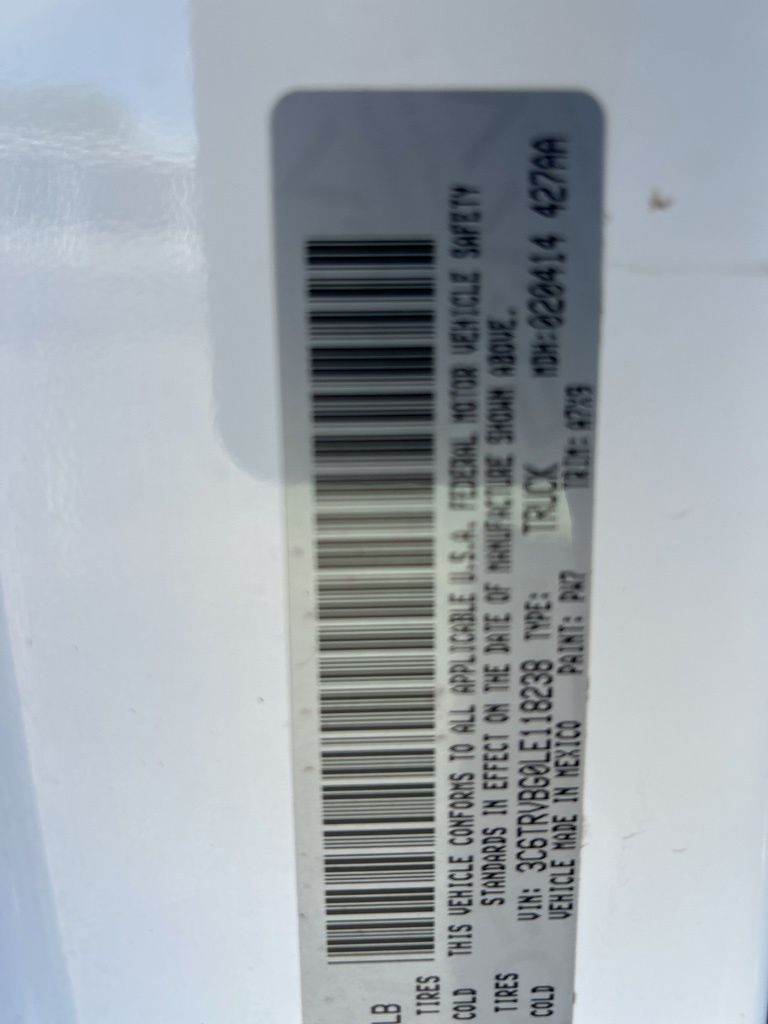 LB
TIRES
COLD
TIRES
COLD
THIS VEHICLE CONFORMS TO ALL APPLICABLE U.S.A. FEDERAL MOTOR VEHICLE SAFETY
STANDARDS IN EFFECT ON THE DATE OF MANUFACTURE SHOWN ABOVE.
VIN: 3C6TRVBG0LE118238 TYPE: TRUCK MDH:020414 427AA
VEHICLE MADE IN MEXICO PAINT: PW7 TRIM: A7X9